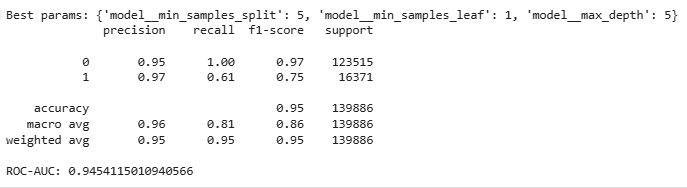 Best params: {'model__min_samples_split': 5, 'model__min_samples_leaf': 1, 'model__max_depth': 5}
precision recall f1-score support
0 0.95 1.00 0.97 123515
1 0.97 0.61 0.75 16371
accuracy 0.95 139886
macro avg 0.96 0.81 0.86 139886
weighted avg 0.95 0.95 0.95 139886
ROC-AUC: 0.9454115010940566